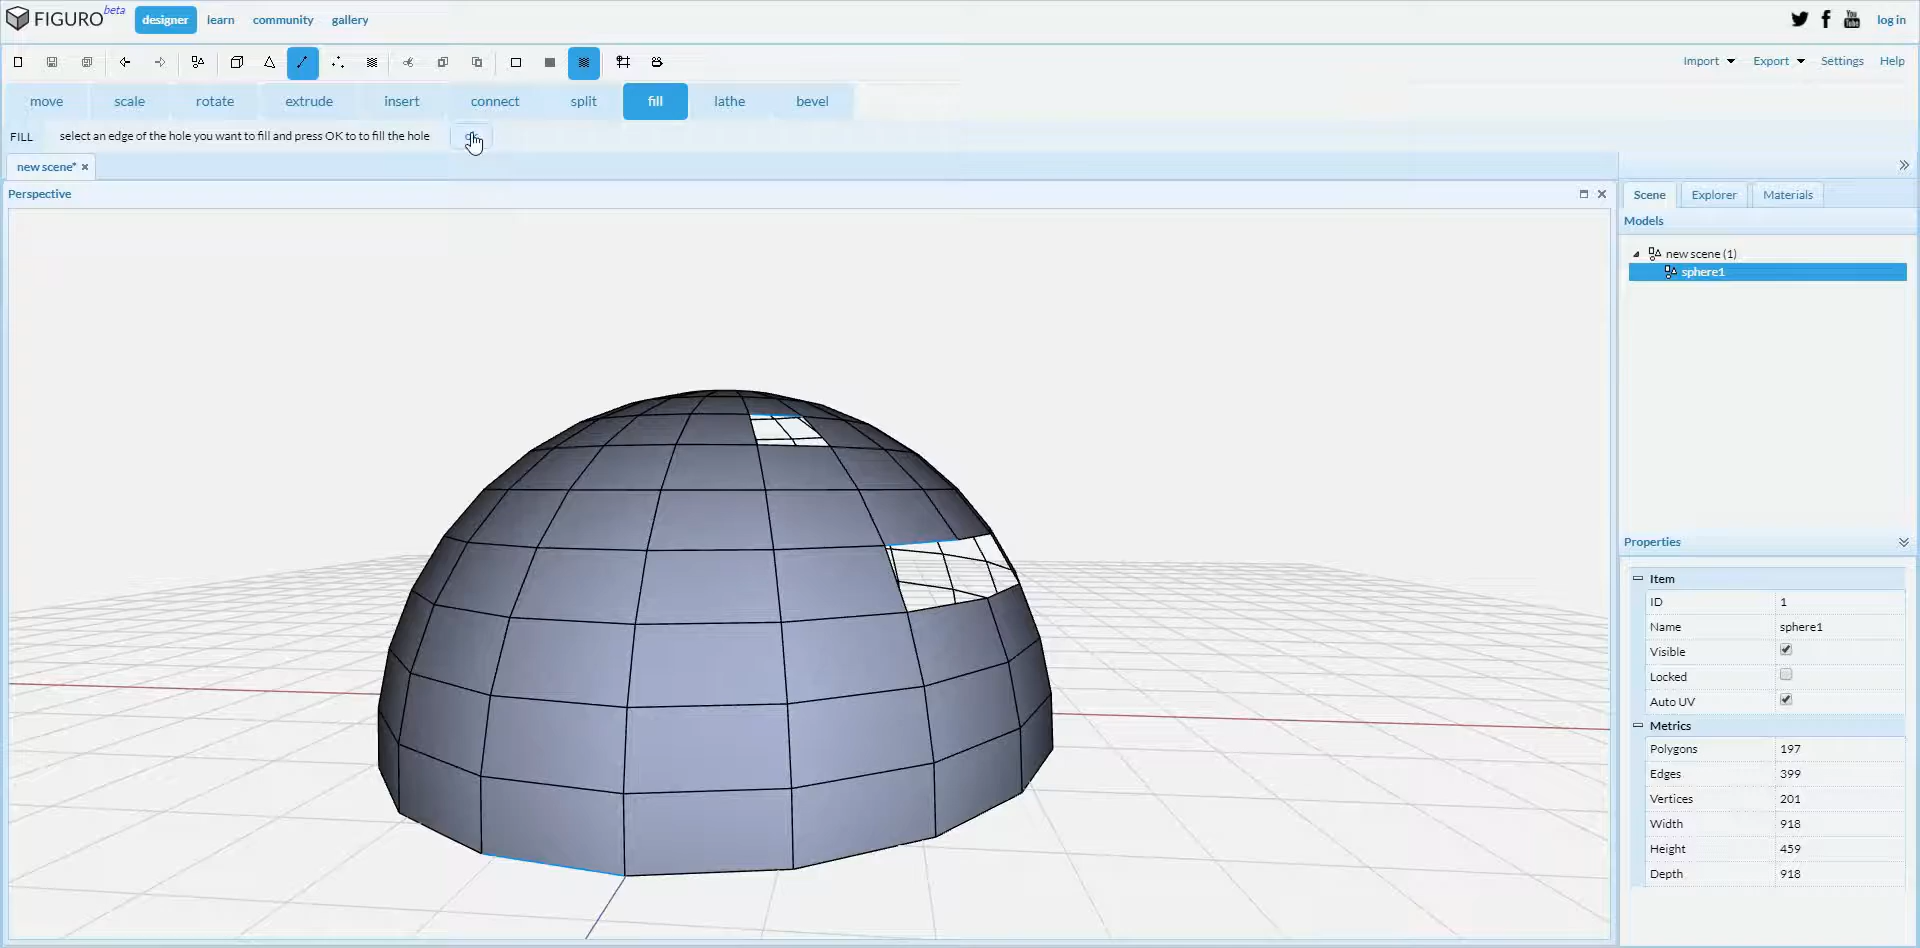 FIGURO beta designer learn community gallery log in
Import Export Settings Help
move scale rotate extrude insert connect split fill lathe bevel
FILL select an edge of the hole you want to fill and press OK to to fill the hole
new scene*
Perspective
Scene Explorer Materials
Models
new scene (1)
sphere1
Properties
Item
ID 1
Name sphere1
Visible
Locked
Auto UV
Metrics
Polygons 197
Edges 399
Vertices 201
Width 918
Height 459
Depth 918